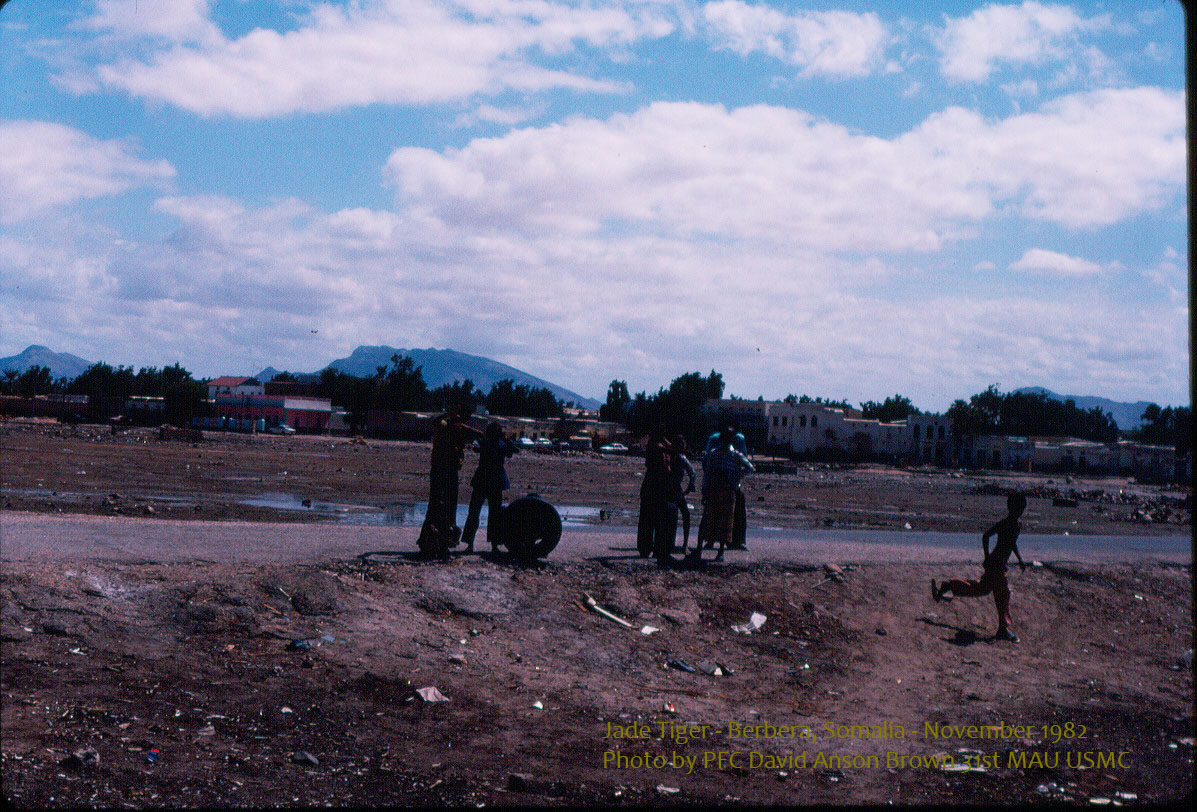 Jade Tiger - Berbera, Somalia - November 1982
Photo by PFC David Anson Brown 31st MAU USMC